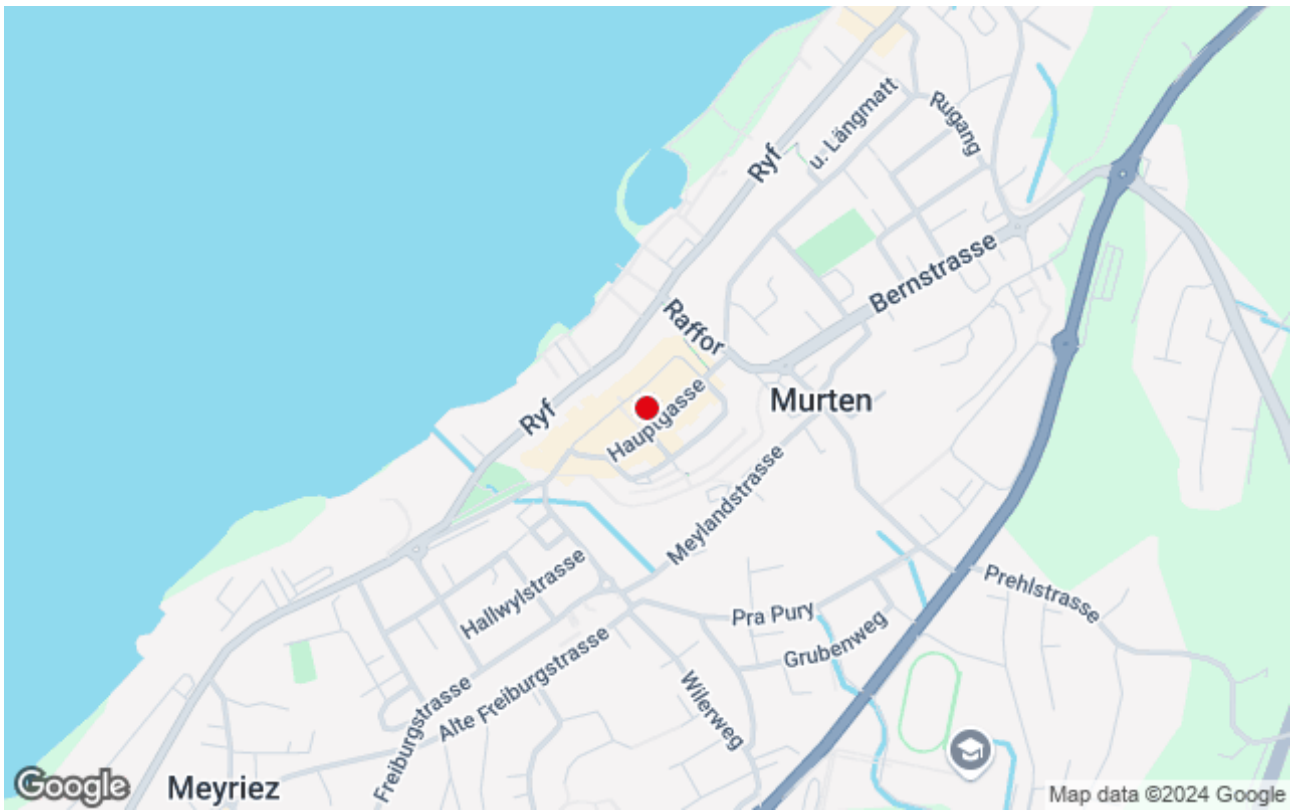 u. Längmatt
Rugang
Ryf
Bernstrasse
Raffor
Murten
Ryf
Hauptgasse
Meylandstrasse
Hallwylstrasse
Prehlstrasse
Pra Pury
Grubenweg
Alte Freiburgstrasse
Freiburgstrasse
Wilerweg
Meyriez
Google
Map data ©2024 Google